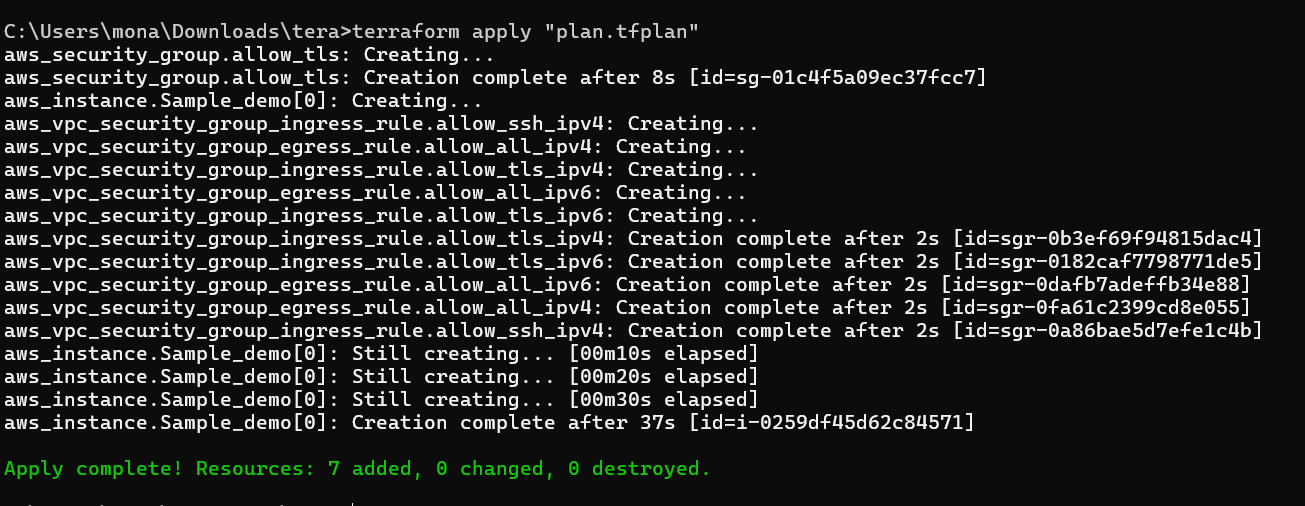 C:\Users\mona\Downloads\tera>terraform apply "plan.tfplan"
aws_security_group.allow_tls: Creating...
aws_security_group.allow_tls: Creation complete after 8s [id=sg-01c4f5a09ec37fcc7]
aws_instance.Sample_demo[0]: Creating...
aws_vpc_security_group_ingress_rule.allow_ssh_ipv4: Creating...
aws_vpc_security_group_egress_rule.allow_all_ipv4: Creating...
aws_vpc_security_group_ingress_rule.allow_tls_ipv4: Creating...
aws_vpc_security_group_egress_rule.allow_all_ipv6: Creating...
aws_vpc_security_group_ingress_rule.allow_tls_ipv6: Creating...
aws_vpc_security_group_ingress_rule.allow_tls_ipv4: Creation complete after 2s [id=sgr-0b3ef69f94815dac4]
aws_vpc_security_group_ingress_rule.allow_tls_ipv6: Creation complete after 2s [id=sgr-0182caf7798771de5]
aws_vpc_security_group_egress_rule.allow_all_ipv6: Creation complete after 2s [id=sgr-0dafb7adeffb34e88]
aws_vpc_security_group_egress_rule.allow_all_ipv4: Creation complete after 2s [id=sgr-0fa61c2399cd8e055]
aws_vpc_security_group_ingress_rule.allow_ssh_ipv4: Creation complete after 2s [id=sgr-0a86bae5d7efe1c4b]
aws_instance.Sample_demo[0]: Still creating... [00m10s elapsed]
aws_instance.Sample_demo[0]: Still creating... [00m20s elapsed]
aws_instance.Sample_demo[0]: Still creating... [00m30s elapsed]
aws_instance.Sample_demo[0]: Creation complete after 37s [id=i-0259df45d62c84571]
Apply complete! Resources: 7 added, 0 changed, 0 destroyed.